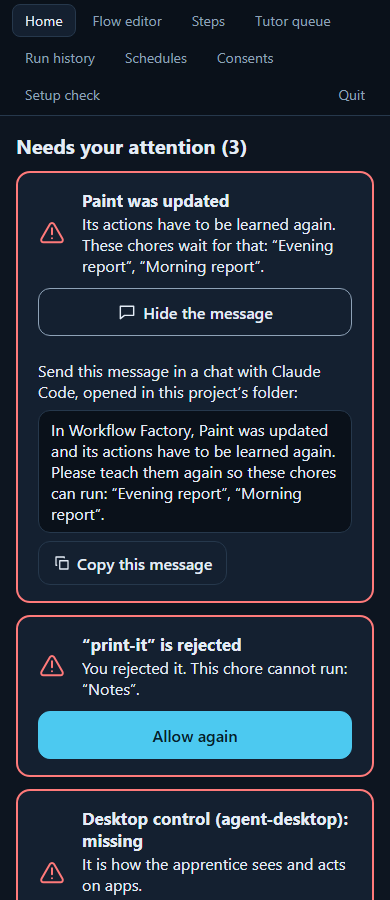 Home
Flow editor
Steps
Tutor queue
Run history
Schedules
Consents
Setup check
Quit
Needs your attention (3)
Paint was updated
Its actions have to be learned again.
These chores wait for that: “Evening
report”, “Morning report”.
Hide the message
Send this message in a chat with Claude
Code, opened in this project’s folder:
In Workflow Factory, Paint was updated
and its actions have to be learned again.
Please teach them again so these chores
can run: “Evening report”, “Morning
report”.
Copy this message
“print-it” is rejected
You rejected it. This chore cannot run:
“Notes”.
Allow again
Desktop control (agent-desktop):
missing
It is how the apprentice sees and acts
on apps.